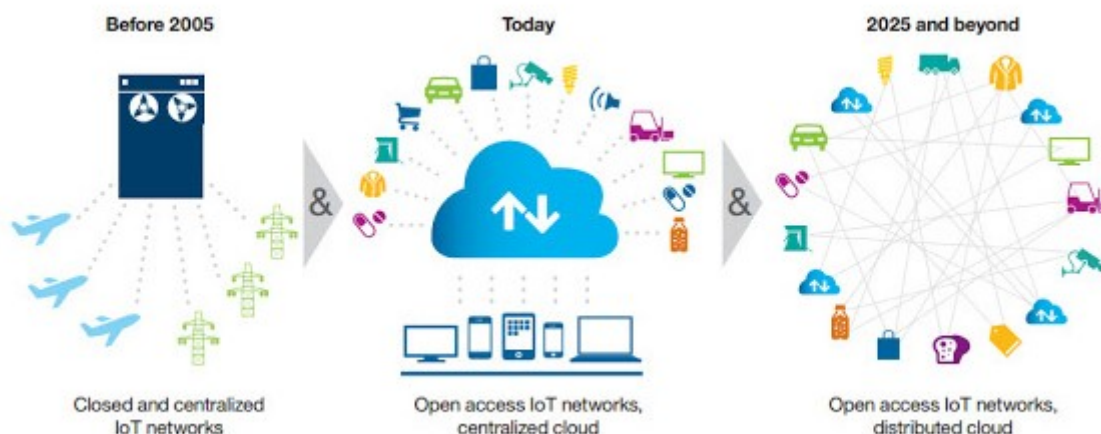 Before 2005
Today
2025 and beyond
&
&
Closed and centralized
IoT networks
Open access IoT networks,
centralized cloud
Open access IoT networks,
distributed cloud